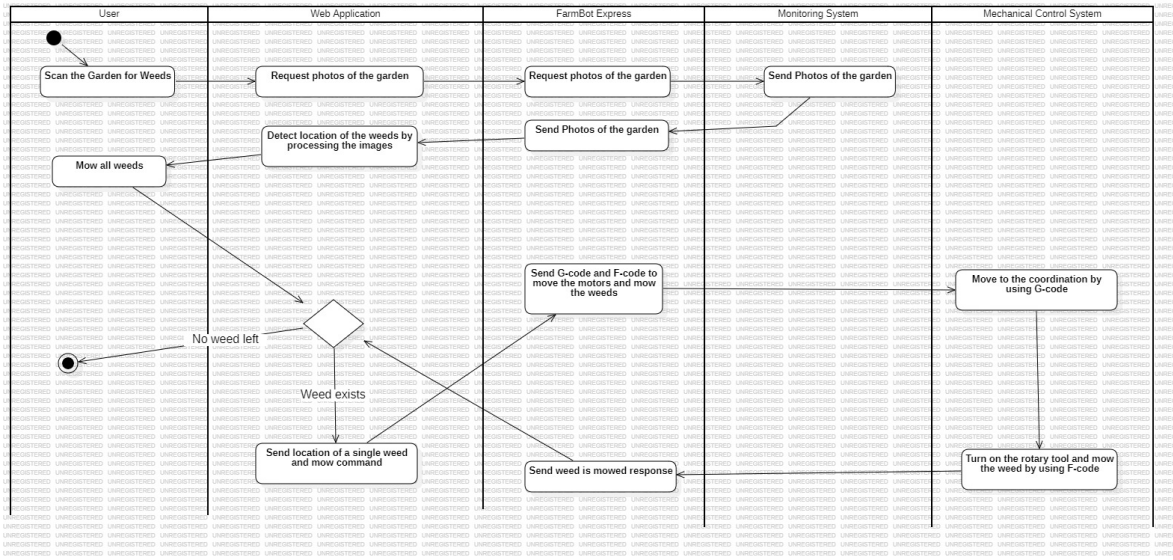 User
Web Application
FarmBot Express
Monitoring System
Mechanical Control System
Scan the Garden for Weeds
Request photos of the garden
Request photos of the garden
Send Photos of the garden
Detect location of the weeds by
processing the images
Send Photos of the garden
Mow all weeds
Send G-code and F-code to
move the motors and mow
the weeds
Move to the coordination by
using G-code
No weed left
Weed exists
Send location of a single weed
and mow command
Send weed is mowed response
Turn on the rotary tool and mow
the weed by using F-code
UNREGISTERED